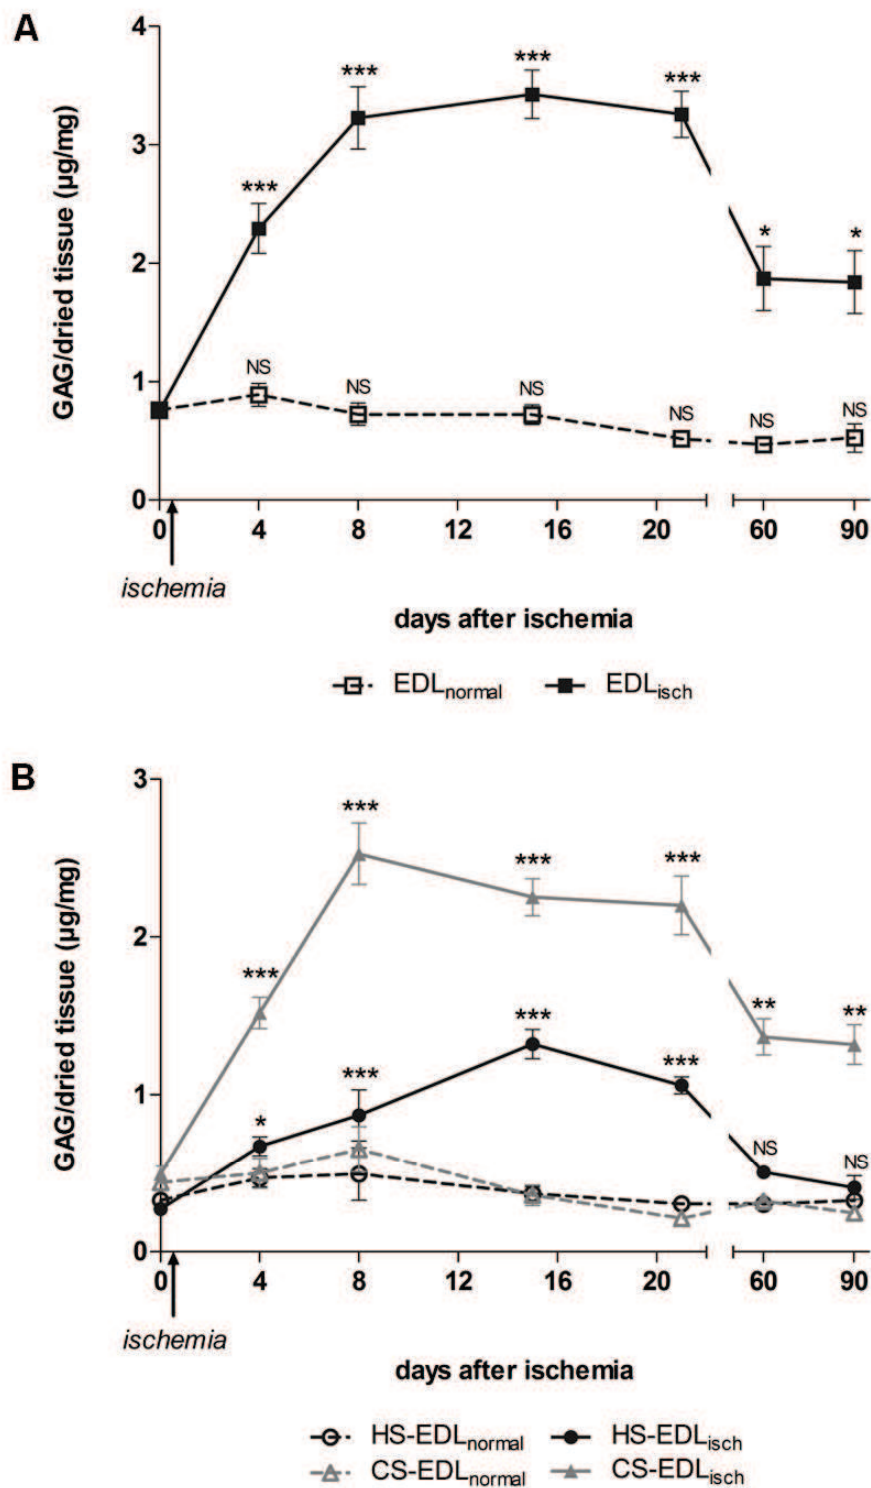 A
GAG/dried tissue (µg/mg)
4
3
2
1
0
*** *** *** *** * *
NS NS NS NS NS NS
0 4 8 12 16 20 60 90
ischemia
days after ischemia
EDLnormal EDLisch
B
GAG/dried tissue (µg/mg)
3
2
1
0
*** *** *** *** ** **
* *** *** *** NS NS
0 4 8 12 16 20 60 90
ischemia
days after ischemia
HS-EDLnormal HS-EDLisch
CS-EDLnormal CS-EDLisch